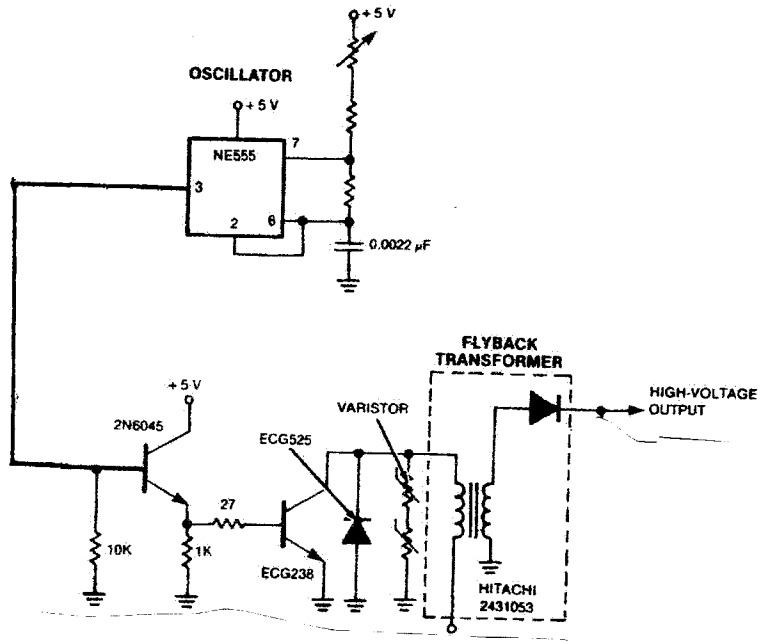 +5 V
OSCILLATOR
+5 V
NE555
7
3
2
6
0.0022 µF
FLYBACK
TRANSFORMER
+5 V
2N6045
VARISTOR
HIGH-VOLTAGE
OUTPUT
ECG525
27
10K
1K
ECG238
HITACHI
2431053